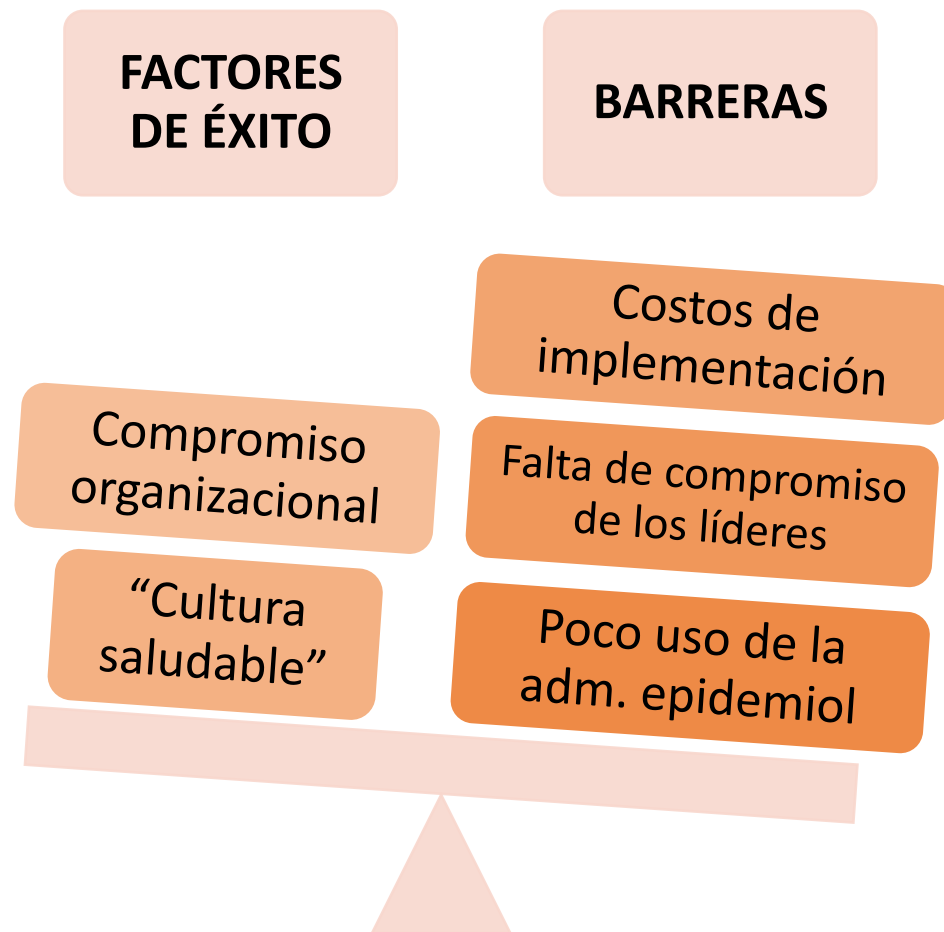 FACTORES
DE ÉXITO
BARRERAS
Compromiso
organizacional
“Cultura
saludable”
Costos de
implementación
Falta de compromiso
de los líderes
Poco uso de la
adm. epidemiol